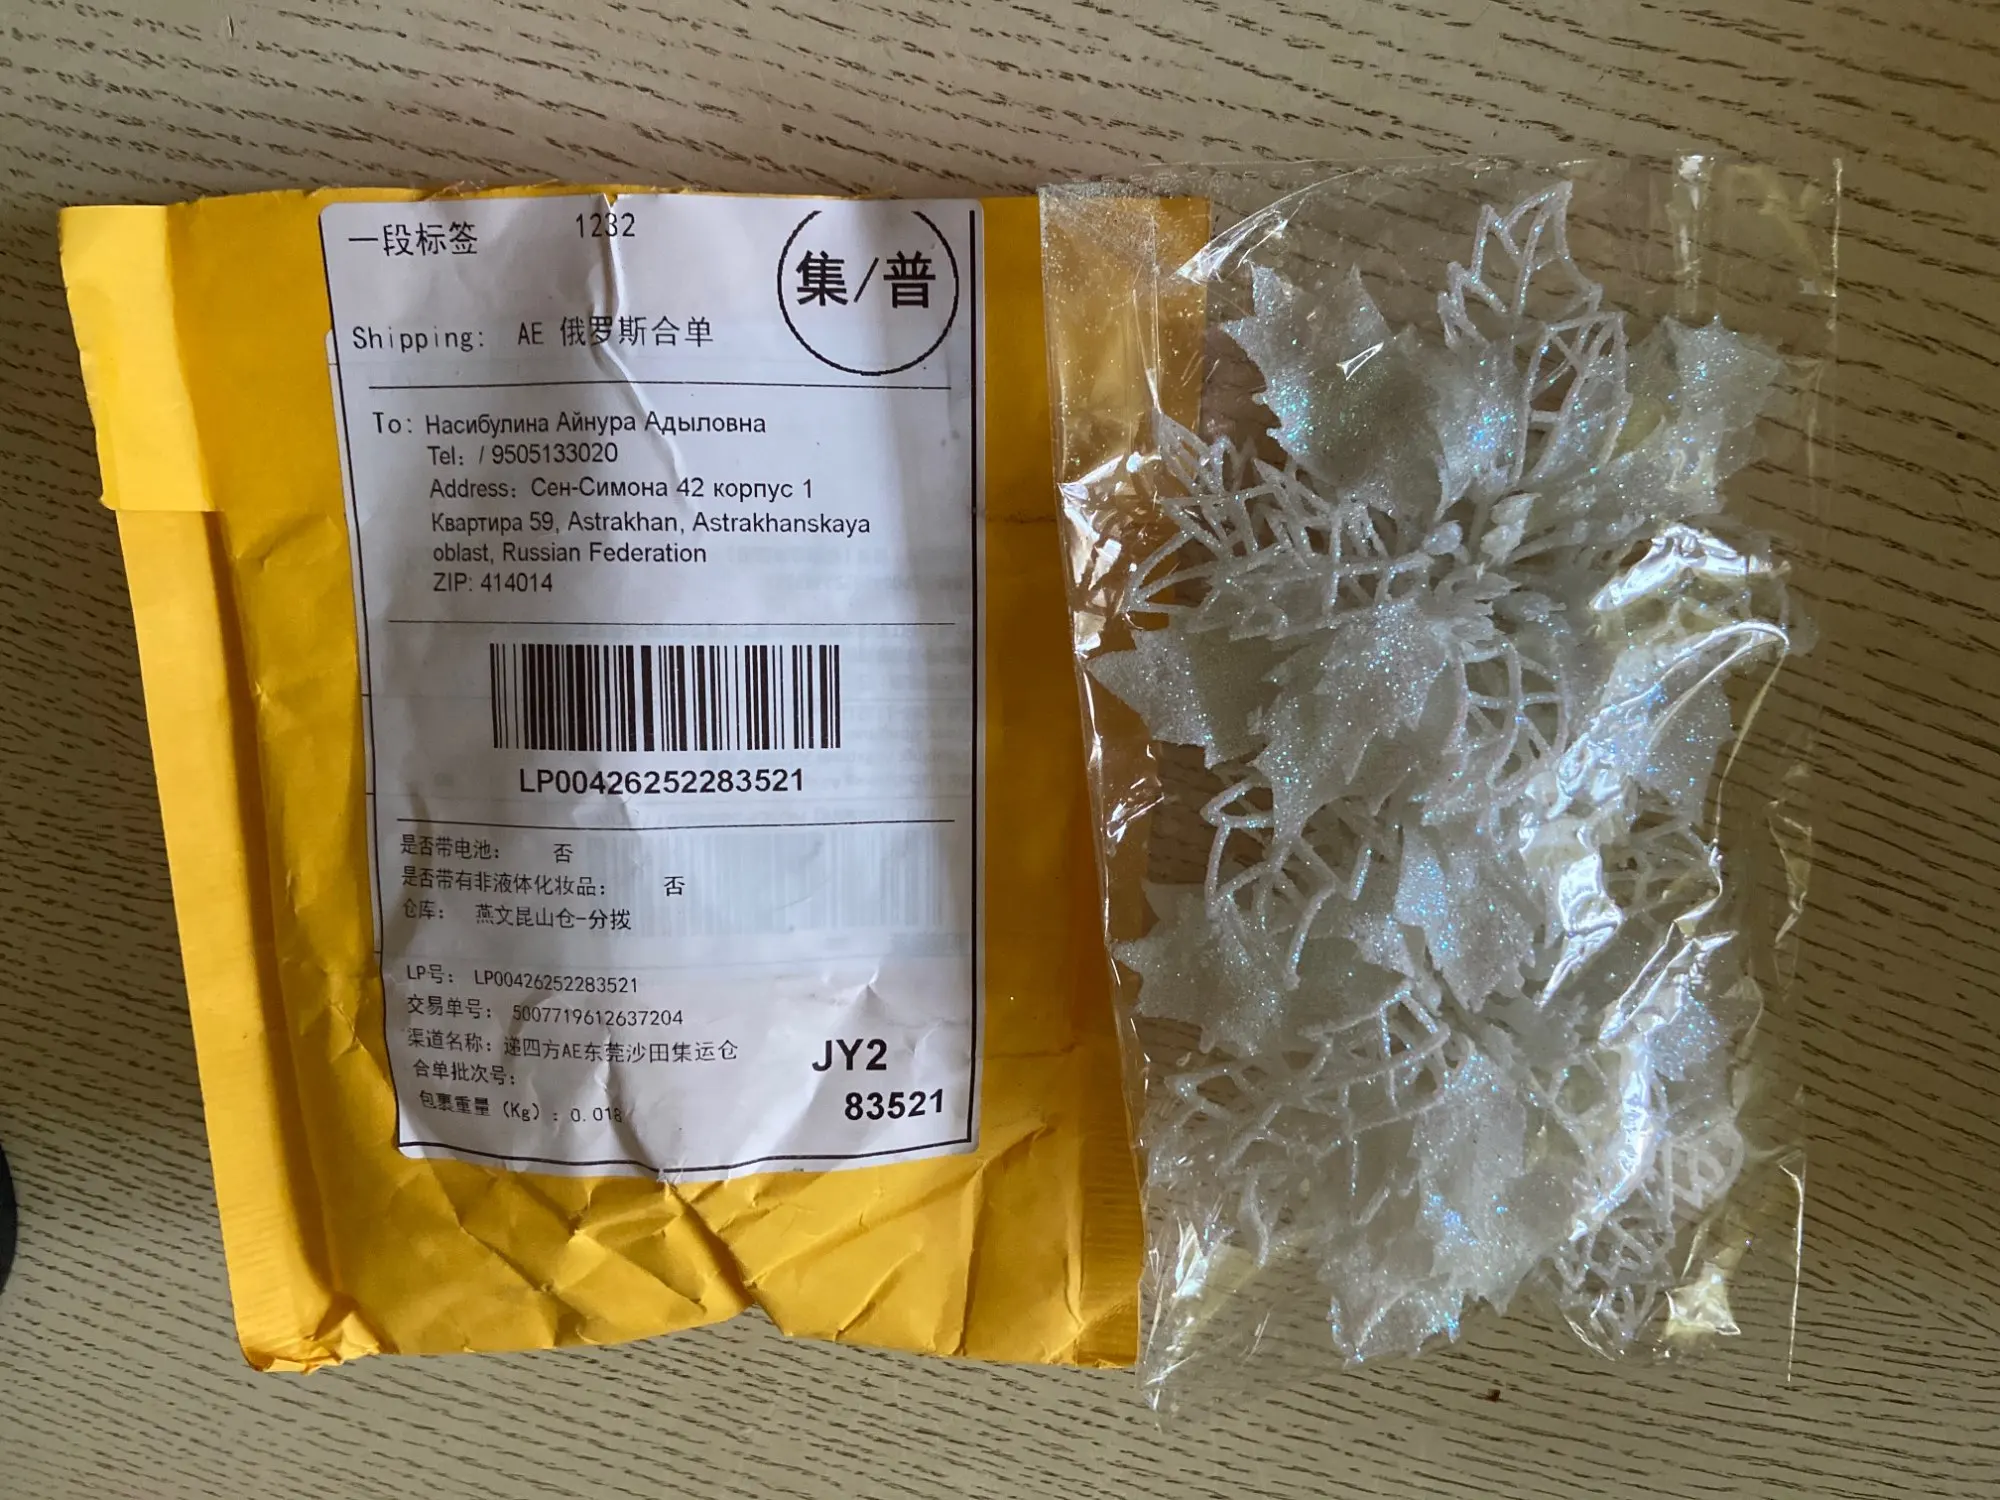 一段标签 1232
集/普
Shipping: AE 俄罗斯合单
To: Насибулина Айнура Адыловна
Tel: / 9505133020
Address: Сен-Симона 42 корпус 1
Квартира 59, Astrakhan, Astrakhanskaya
oblast, Russian Federation
ZIP: 414014
LP00426252283521
是否带电池： 否
是否带有非液体化妆品： 否
仓库： 燕文昆山仓-分拨
LP号： LP00426252283521
交易单号： 5007719612637204
渠道名称：递四方AE东莞沙田集运仓
合单批次号：
包裹重量（Kg）：0.018
JY2
83521